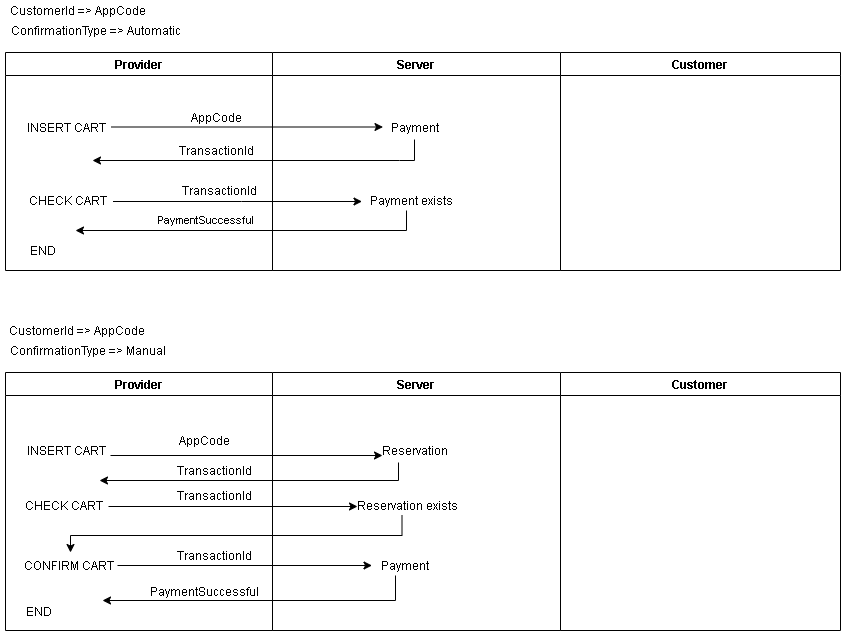 CustomerId => AppCode
ConfirmationType => Automatic
Provider Server Customer
AppCode
INSERT CART Payment
TransactionId
TransactionId
CHECK CART Payment exists
PaymentSuccessful
END
CustomerId => AppCode
ConfirmationType => Manual
Provider Server Customer
AppCode
INSERT CART Reservation
TransactionId
TransactionId
CHECK CART Reservation exists
TransactionId
CONFIRM CART Payment
PaymentSuccessful
END